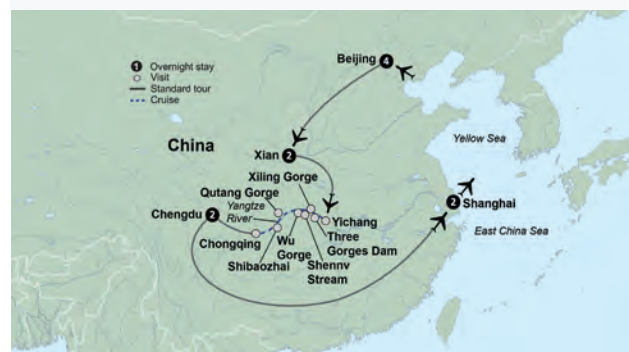 Beijing 4
1 Overnight stay
Visit
Standard tour
Cruise
China
Yellow Sea
Xian 2
Xiling Gorge
Qutang Gorge
Chengdu 2
Yangtze
River
Yichang
2 Shanghai
Chongqing
Wu
Gorge
Three
Gorges Dam
East China Sea
Shibaozhai
Shennv
Stream